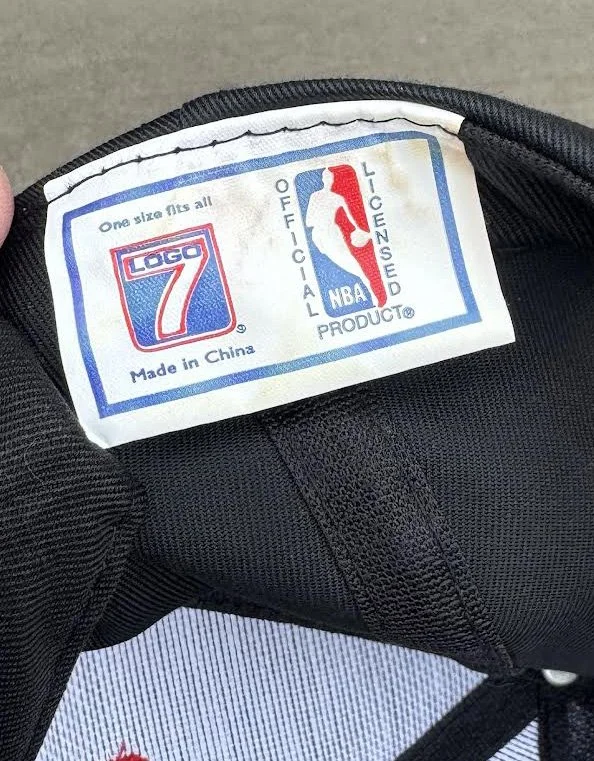 One size fits all
LOGO
7
®
Made in China
OFFICIAL
LICENSED
NBA
PRODUCT®